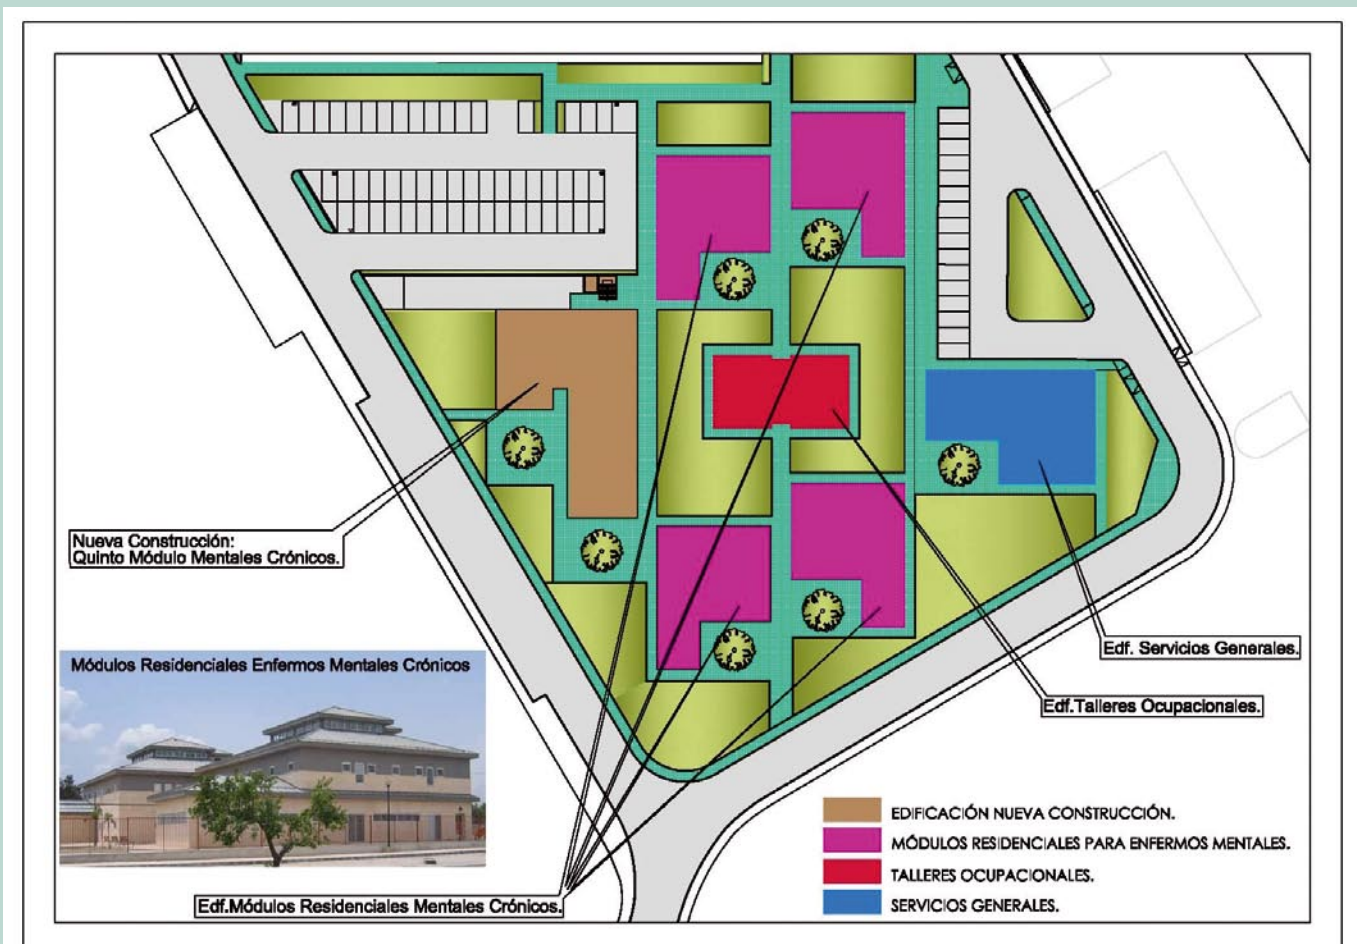 Nueva Construcción:
Quinto Módulo Mentales Crónicos.
Módulos Residenciales Enfermos Mentales Crónicos
Edf.Módulos Residenciales Mentales Crónicos.
Edf. Servicios Generales.
Edf.Talleres Ocupacionales.
EDIFICACIÓN NUEVA CONSTRUCCIÓN.
MÓDULOS RESIDENCIALES PARA ENFERMOS MENTALES.
TALLERES OCUPACIONALES.
SERVICIOS GENERALES.